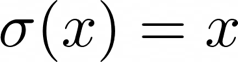 σ(x) = x